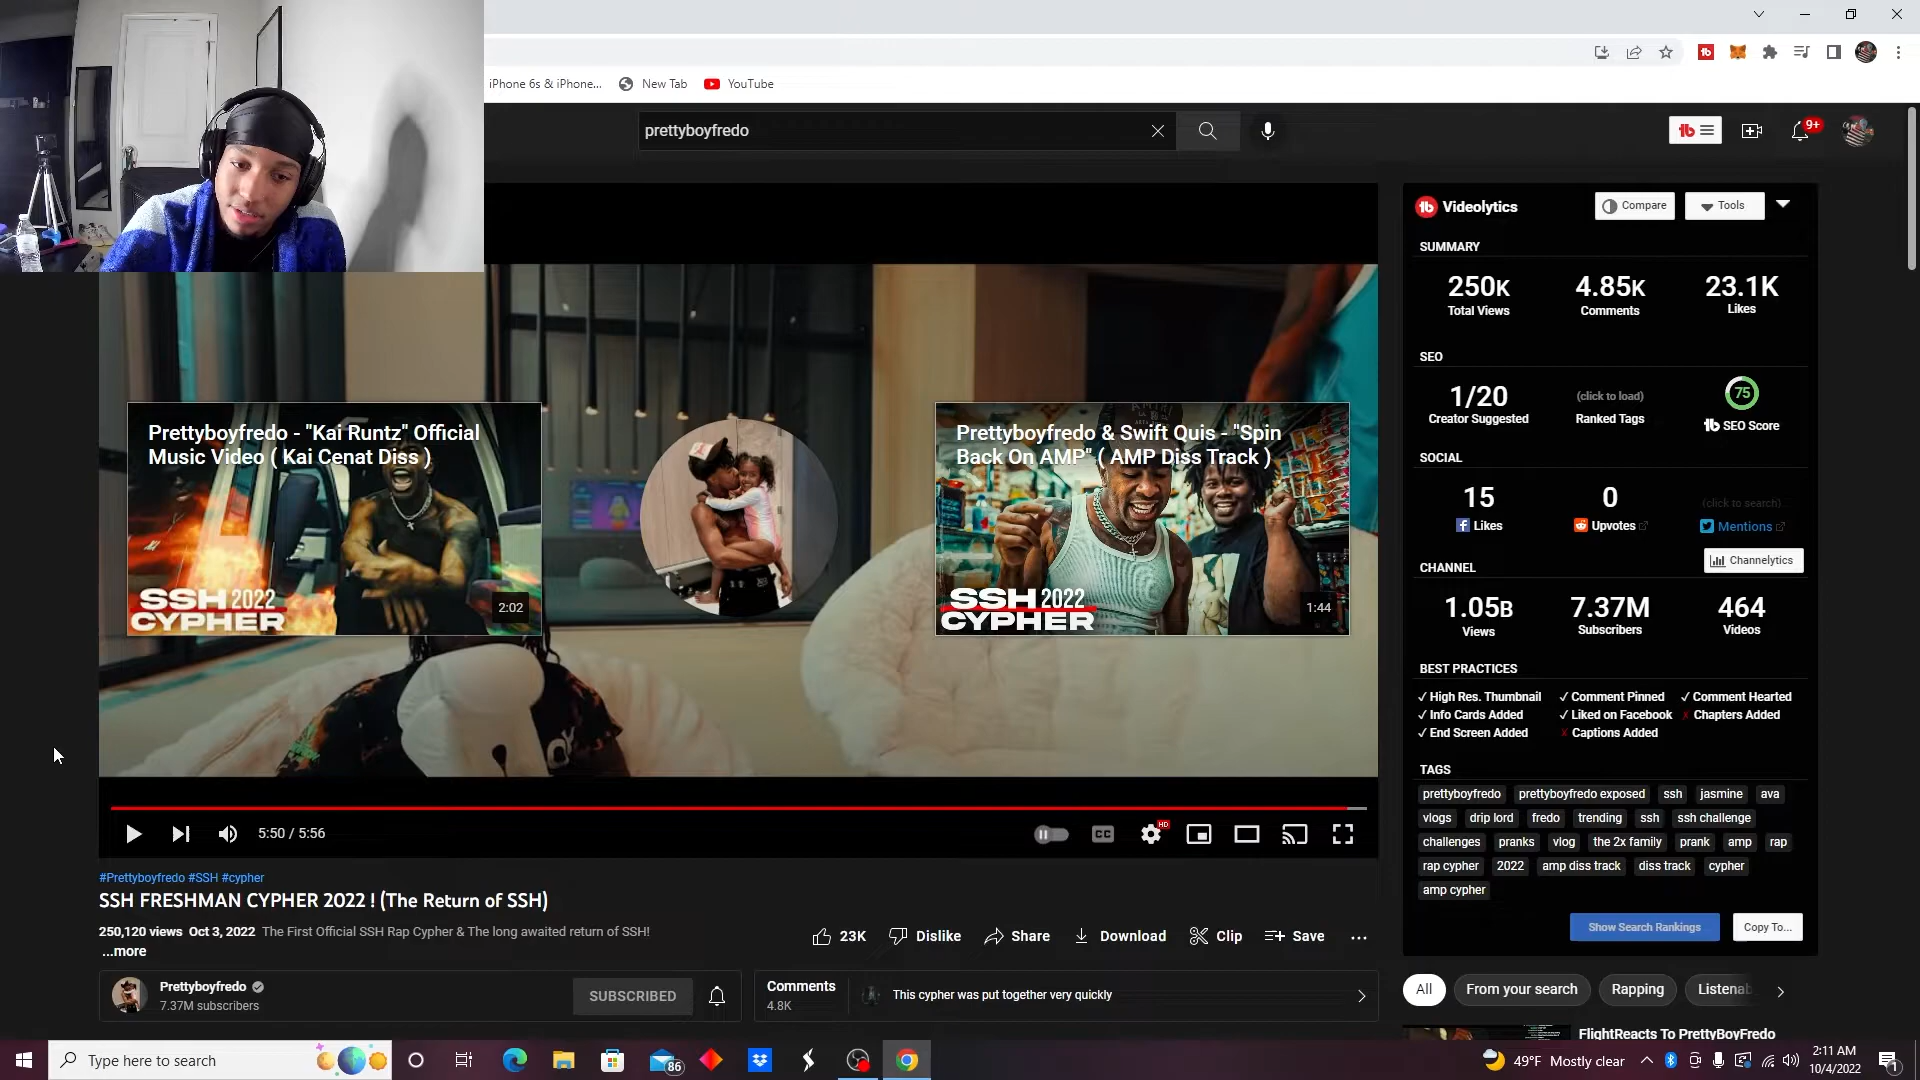 iPhone 6s & iPhone...
New Tab
YouTube
prettyboyfredo
9+
Videolytics
Compare
Tools
SUMMARY
250K
4.85K
23.1K
Total Views
Comments
Likes
SEO
1/20
(click to load)
75
Creator Suggested
Ranked Tags
SEO Score
SOCIAL
15
0
(click to search)...
Likes
Upvotes
Mentions
CHANNEL
Channelytics
1.05B
7.37M
464
Views
Subscribers
Videos
BEST PRACTICES
✓ High Res. Thumbnail
✓ Comment Pinned
✓ Comment Hearted
✓ Info Cards Added
✓ Liked on Facebook
✗ Chapters Added
✓ End Screen Added
✗ Captions Added
TAGS
prettyboyfredo prettyboyfredo exposed ssh jasmine ava
vlogs drip lord fredo trending ssh ssh challenge
challenges pranks vlog the 2x family prank amp rap
rap cypher 2022 amp diss track diss track cypher
amp cypher
Show Search Rankings
Copy To...
Prettyboyfredo - "Kai Runtz" Official
Music Video ( Kai Cenat Diss )
SSH 2022
CYPHER
2:02
Prettyboyfredo & Swift Quis - "Spin
Back On AMP" ( AMP Diss Track )
SSH 2022
CYPHER
1:44
5:50 / 5:56
CC
HD
#Prettyboyfredo #SSH #cypher
SSH FRESHMAN CYPHER 2022 ! (The Return of SSH)
250,120 views Oct 3, 2022 The First Official SSH Rap Cypher & The long awaited return of SSH!
...more
23K
Dislike
Share
Download
Clip
Save
Prettyboyfredo
7.37M subscribers
SUBSCRIBED
Comments
4.8K
This cypher was put together very quickly
All
From your search
Rapping
Listenab
FlightReacts To PrettyBoyFredo
Type here to search
86
49°F Mostly clear
2:11 AM
10/4/2022
1